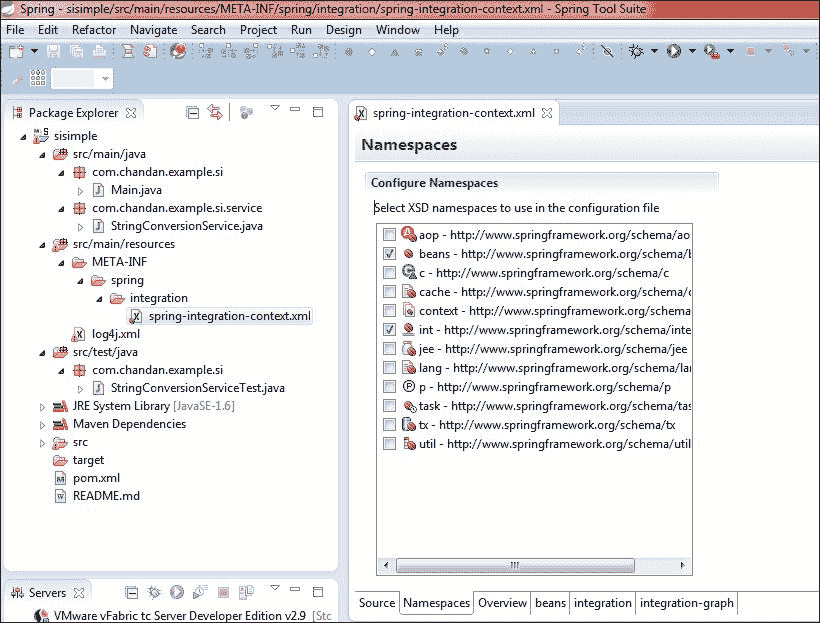 Spring - sisimple/src/main/resources/META-INF/spring/integration/spring-integration-context.xml - Spring Tool Suite
File Edit Refactor Navigate Search Project Run Design Window Help
Package Explorer
sisimple
src/main/java
com.chandan.example.si
Main.java
com.chandan.example.si.service
StringConversionService.java
src/main/resources
META-INF
spring
integration
spring-integration-context.xml
log4j.xml
src/test/java
com.chandan.example.si
StringConversionServiceTest.java
JRE System Library [JavaSE-1.6]
Maven Dependencies
src
target
pom.xml
README.md
Servers
VMware vFabric tc Server Developer Edition v2.9 [Stc
spring-integration-context.xml
Namespaces
Configure Namespaces
Select XSD namespaces to use in the configuration file
aop - http://www.springframework.org/schema/ao
beans - http://www.springframework.org/schema/b
c - http://www.springframework.org/schema/c
cache - http://www.springframework.org/schema/c
context - http://www.springframework.org/schema
int - http://www.springframework.org/schema/inte
jee - http://www.springframework.org/schema/jee
lang - http://www.springframework.org/schema/lan
p - http://www.springframework.org/schema/p
task - http://www.springframework.org/schema/tas
tx - http://www.springframework.org/schema/tx
util - http://www.springframework.org/schema/util
Source Namespaces Overview beans integration integration-graph